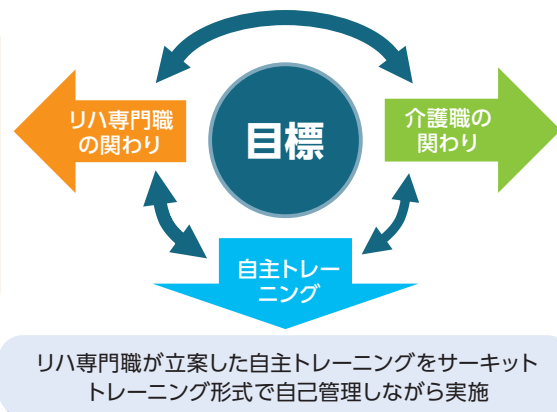 リハ専門職
の関わり
目標
介護職の
関わり
自主トレー
ニング
リハ専門職が立案した自主トレーニングをサーキット
トレーニング形式で自己管理しながら実施